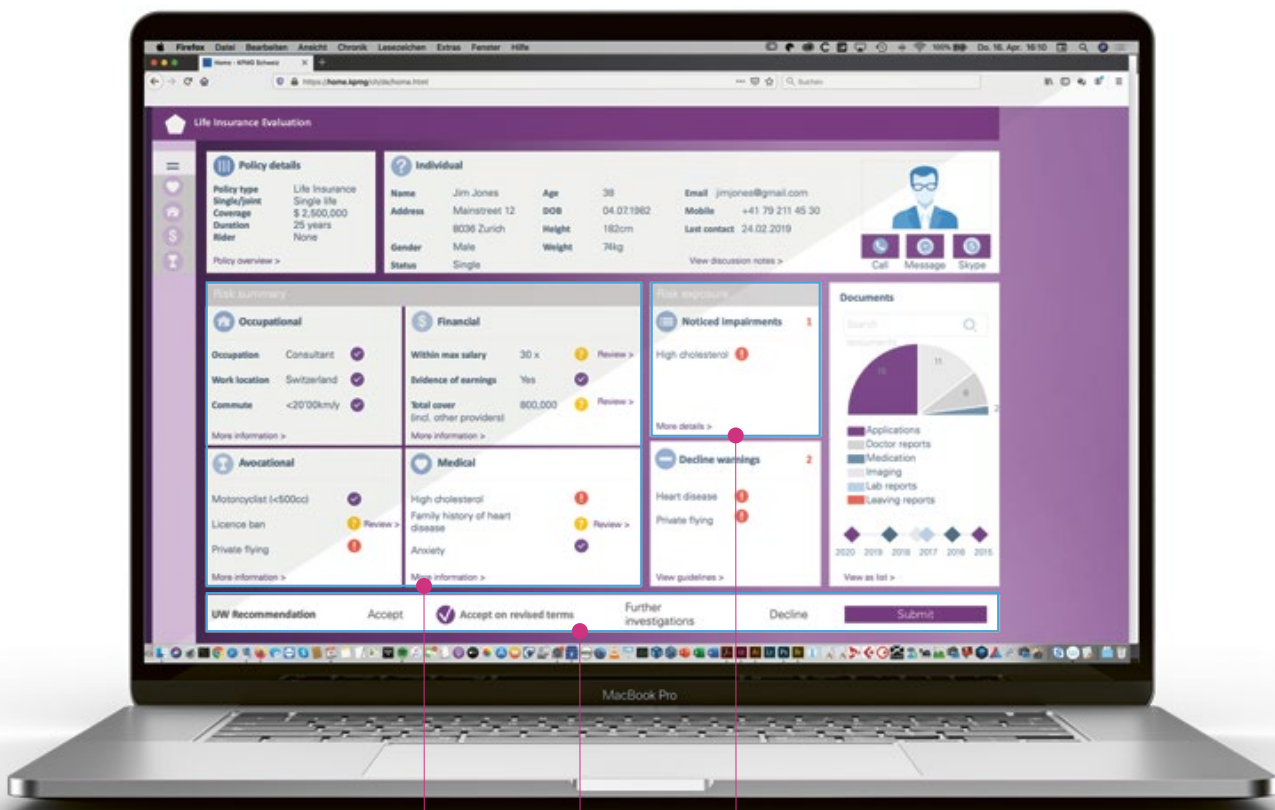 Firefox Datei Bearbeiten Ansicht Chronik Lesezeichen Extras Fenster Hilfe
100% Do. 16. Apr. 16:10
Home - KPMG Schweiz
https://home.kpmg/ch/de/home.html
Suchen
Life Insurance Evaluation
Policy details
Policy type Life Insurance
Single/joint Single life
Coverage $ 2,500,000
Duration 25 years
Rider None
Policy overview >
Individual
Name Jim Jones Age 38 Email jimjones@gmail.com
Address Mainstreet 12 DOB 04.07.1982 Mobile +41 79 211 45 30
8036 Zurich Height 182cm Last contact 24.02.2019
Gender Male Weight 74kg
Status Single
View discussion notes >
Call Message Skype
Risk summary
Occupational
Occupation Consultant
Work location Switzerland
Commute <20'00km/y
More information >
Financial
Within max salary 30 x ? Review >
Evidence of earnings Yes
Total cover 800,000 ? Review >
(incl. other providers)
More information >
Avocational
Motorcyclist (<500cc)
Licence ban ? Review >
Private flying !
More information >
Medical
High cholesterol !
Family history of heart
disease ? Review >
Anxiety
More information >
Risk exposure
Noticed impairments 1
High cholesterol !
More details >
Decline warnings 2
Heart disease !
Private flying !
View guidelines >
Documents
Search
documents
11
2
Applications
Doctor reports
Medication
Imaging
Lab reports
Leaving reports
2020 2019 2018 2017 2016 2015
View as list >
UW Recommendation Accept Accept on revised terms Further
investigations Decline Submit
MacBook Pro